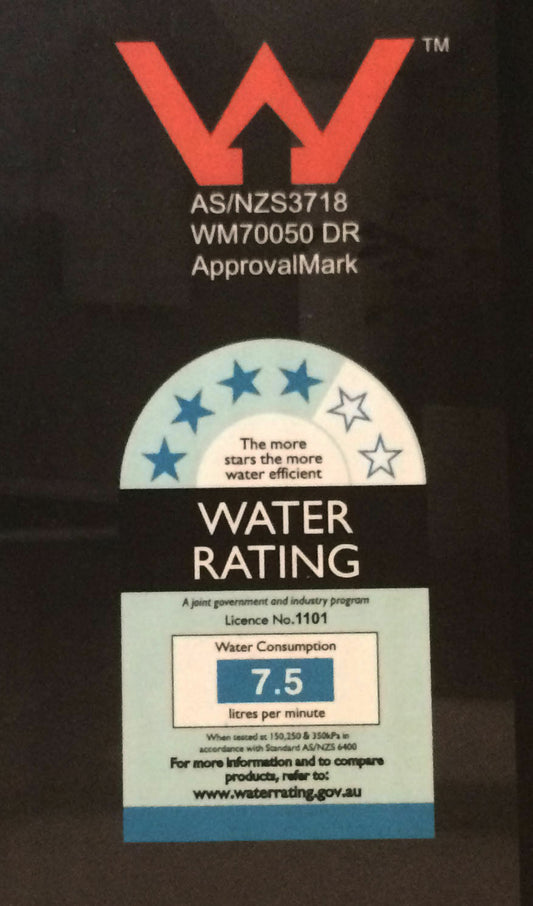 TM
AS/NZS3718
WM70050 DR
ApprovalMark
The more
stars the more
water efficient
WATER
RATING
A joint government and industry program
Licence No.1101
Water Consumption
7.5
litres per minute
When tested at 150,250 & 350kPa in
accordance with Standard AS/NZS 6400
For more information and to compare
products, refer to:
www.waterrating.gov.au